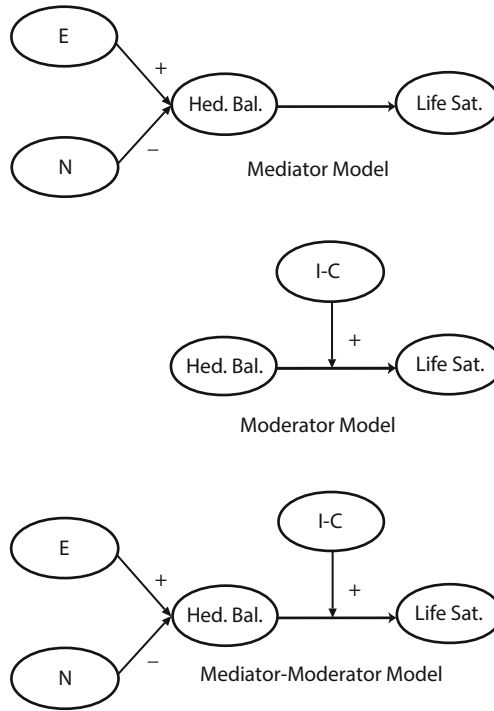 E
+
Hed. Bal.
Life Sat.
N
−
Mediator Model
I-C
+
Hed. Bal.
Life Sat.
Moderator Model
I-C
E
+
+
Hed. Bal.
Life Sat.
N
−
Mediator-Moderator Model